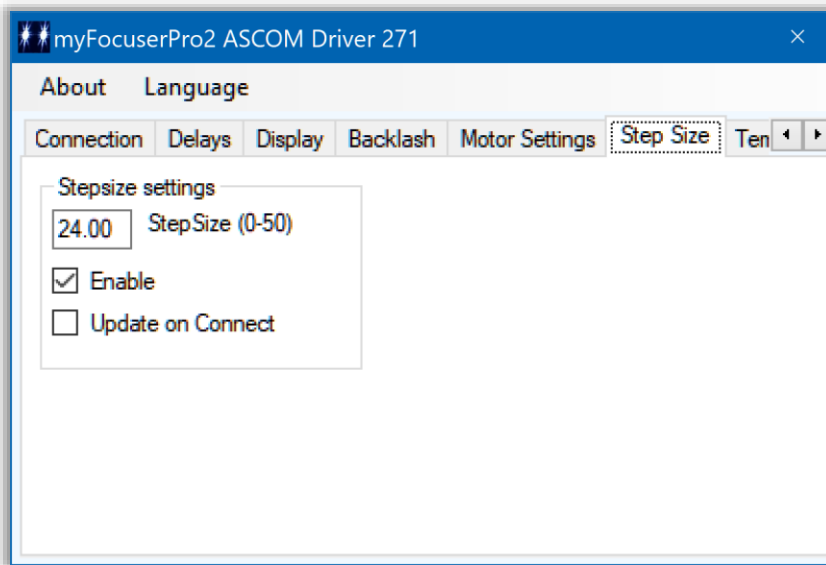 myFocuserPro2 ASCOM Driver 271
About Language
Connection Delays Display Backlash Motor Settings Step Size Ten
Stepsize settings
24.00 StepSize (0-50)
Enable
Update on Connect